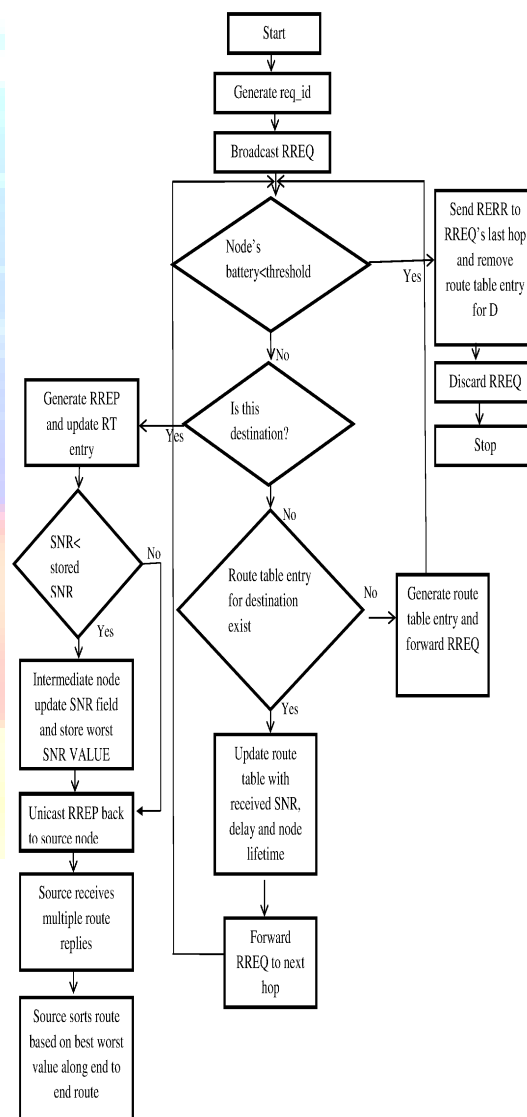 Start
Generate req_id
Broadcast RREQ
Node's
battery<threshold
Yes
Send RERR to
RREQ's last hop
and remove
route table entry
for D
Discard RREQ
Stop
No
Is this
destination?
Yes
Generate RREP
and update RT
entry
No
SNR<
stored
SNR
No
Yes
Intermediate node
update SNR field
and store worst
SNR VALUE
Unicast RREP back
to source node
Source receives
multiple route
replies
Source sorts route
based on best worst
value along end to
end route
Route table entry
for destination
exist
No
Generate route
table entry and
forward RREQ
Yes
Update route
table with
received SNR,
delay and node
lifetime
Forward
RREQ to next
hop